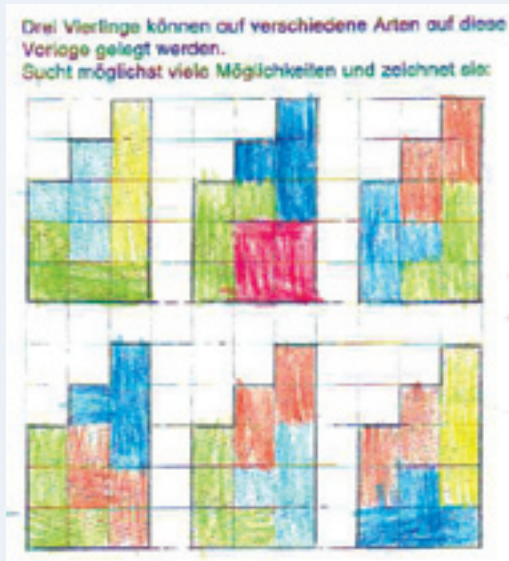 Drei Vierlinge können auf verschiedene Arten auf diese
Vorlage gelegt werden.
Sucht möglichst viele Möglichkeiten und zeichnet sie: